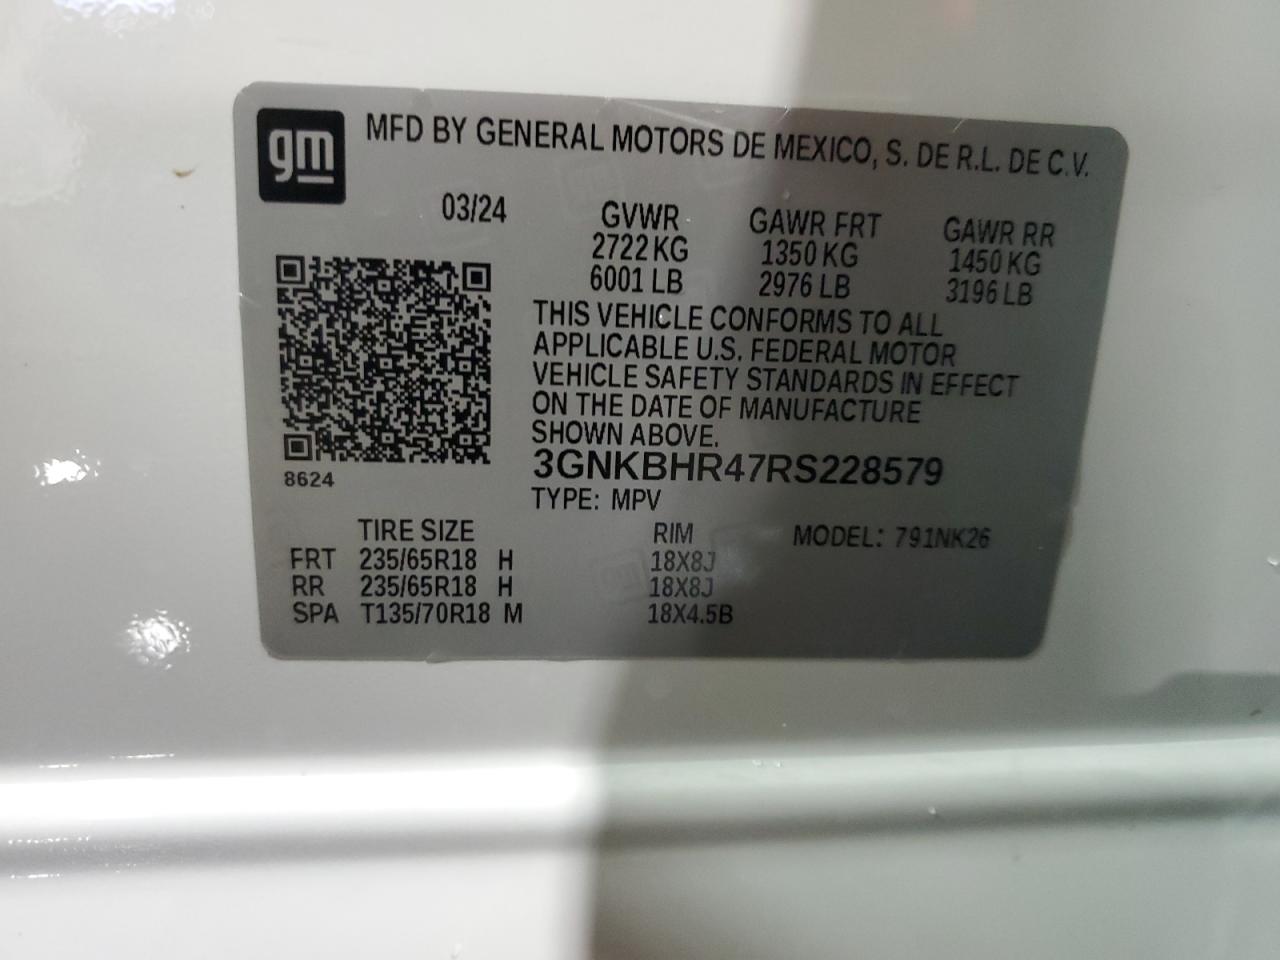 gm
MFD BY GENERAL MOTORS DE MEXICO, S. DE R.L. DE C.V.
03/24
GVWR GAWR FRT GAWR RR
2722 KG 1350 KG 1450 KG
6001 LB 2976 LB 3196 LB
THIS VEHICLE CONFORMS TO ALL
APPLICABLE U.S. FEDERAL MOTOR
VEHICLE SAFETY STANDARDS IN EFFECT
ON THE DATE OF MANUFACTURE
SHOWN ABOVE.
3GNKBHR47RS228579
8624
TYPE: MPV
TIRE SIZE RIM MODEL: 791NK26
FRT 235/65R18 H 18X8J
RR 235/65R18 H 18X8J
SPA T135/70R18 M 18X4.5B